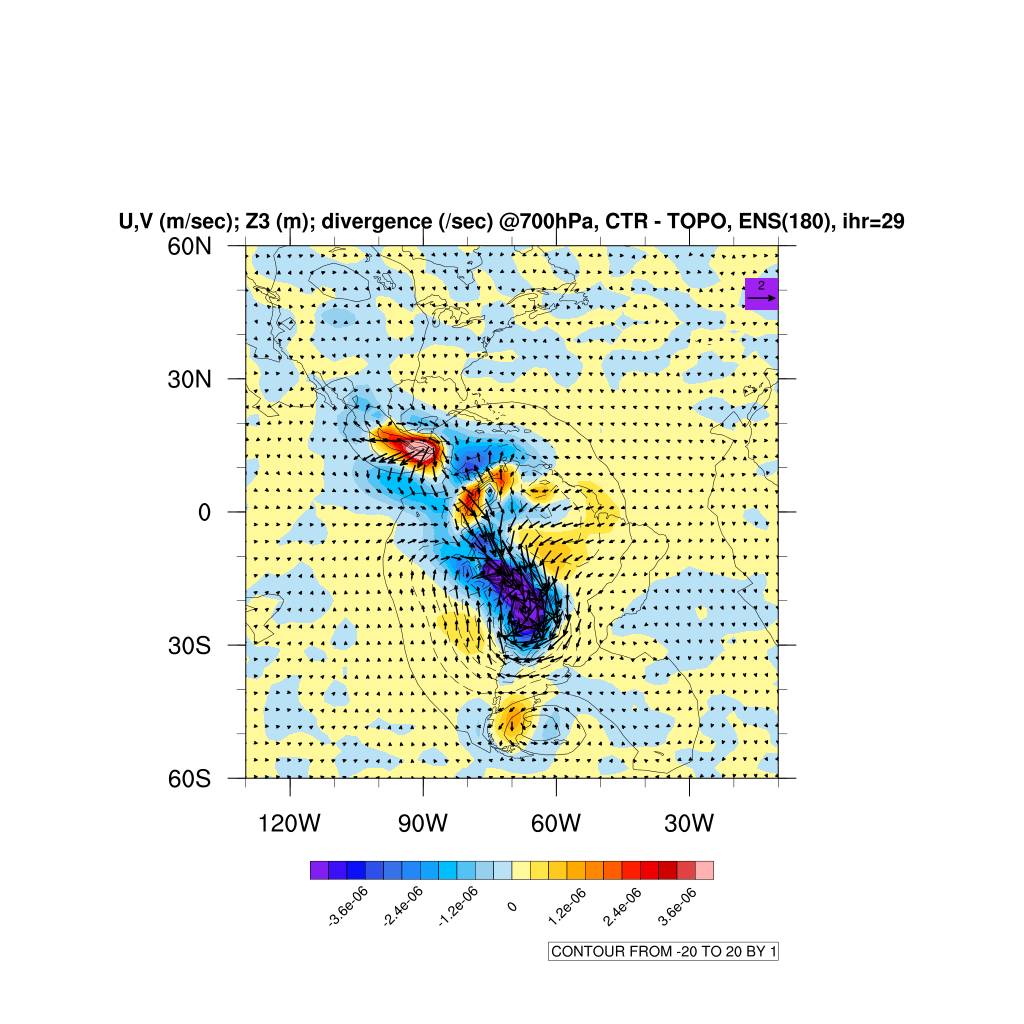 U,V (m/sec); Z3 (m); divergence (/sec) @700hPa, CTR - TOPO, ENS(180), ihr=29
60N
2
30N
0
30S
60S
120W 90W 60W 30W
-3.6e-06 -2.4e-06 -1.2e-06 0 1.2e-06 2.4e-06 3.6e-06
CONTOUR FROM -20 TO 20 BY 1